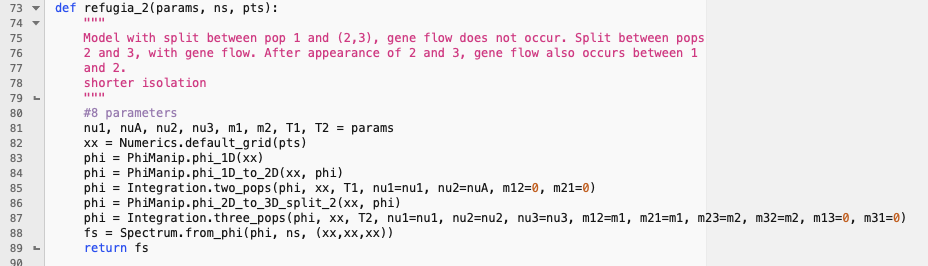 73 def refugia_2(params, ns, pts):
74 """
75 Model with split between pop 1 and (2,3), gene flow does not occur. Split between pops
76 2 and 3, with gene flow. After appearance of 2 and 3, gene flow also occurs between 1
77 and 2.
78 shorter isolation
79 """
80 #8 parameters
81 nu1, nuA, nu2, nu3, m1, m2, T1, T2 = params
82 xx = Numerics.default_grid(pts)
83 phi = PhiManip.phi_1D(xx)
84 phi = PhiManip.phi_1D_to_2D(xx, phi)
85 phi = Integration.two_pops(phi, xx, T1, nu1=nu1, nu2=nuA, m12=0, m21=0)
86 phi = PhiManip.phi_2D_to_3D_split_2(xx, phi)
87 phi = Integration.three_pops(phi, xx, T2, nu1=nu1, nu2=nu2, nu3=nu3, m12=m1, m21=m1, m23=m2, m32=m2, m13=0, m31=0)
88 fs = Spectrum.from_phi(phi, ns, (xx,xx,xx))
89 return fs
90